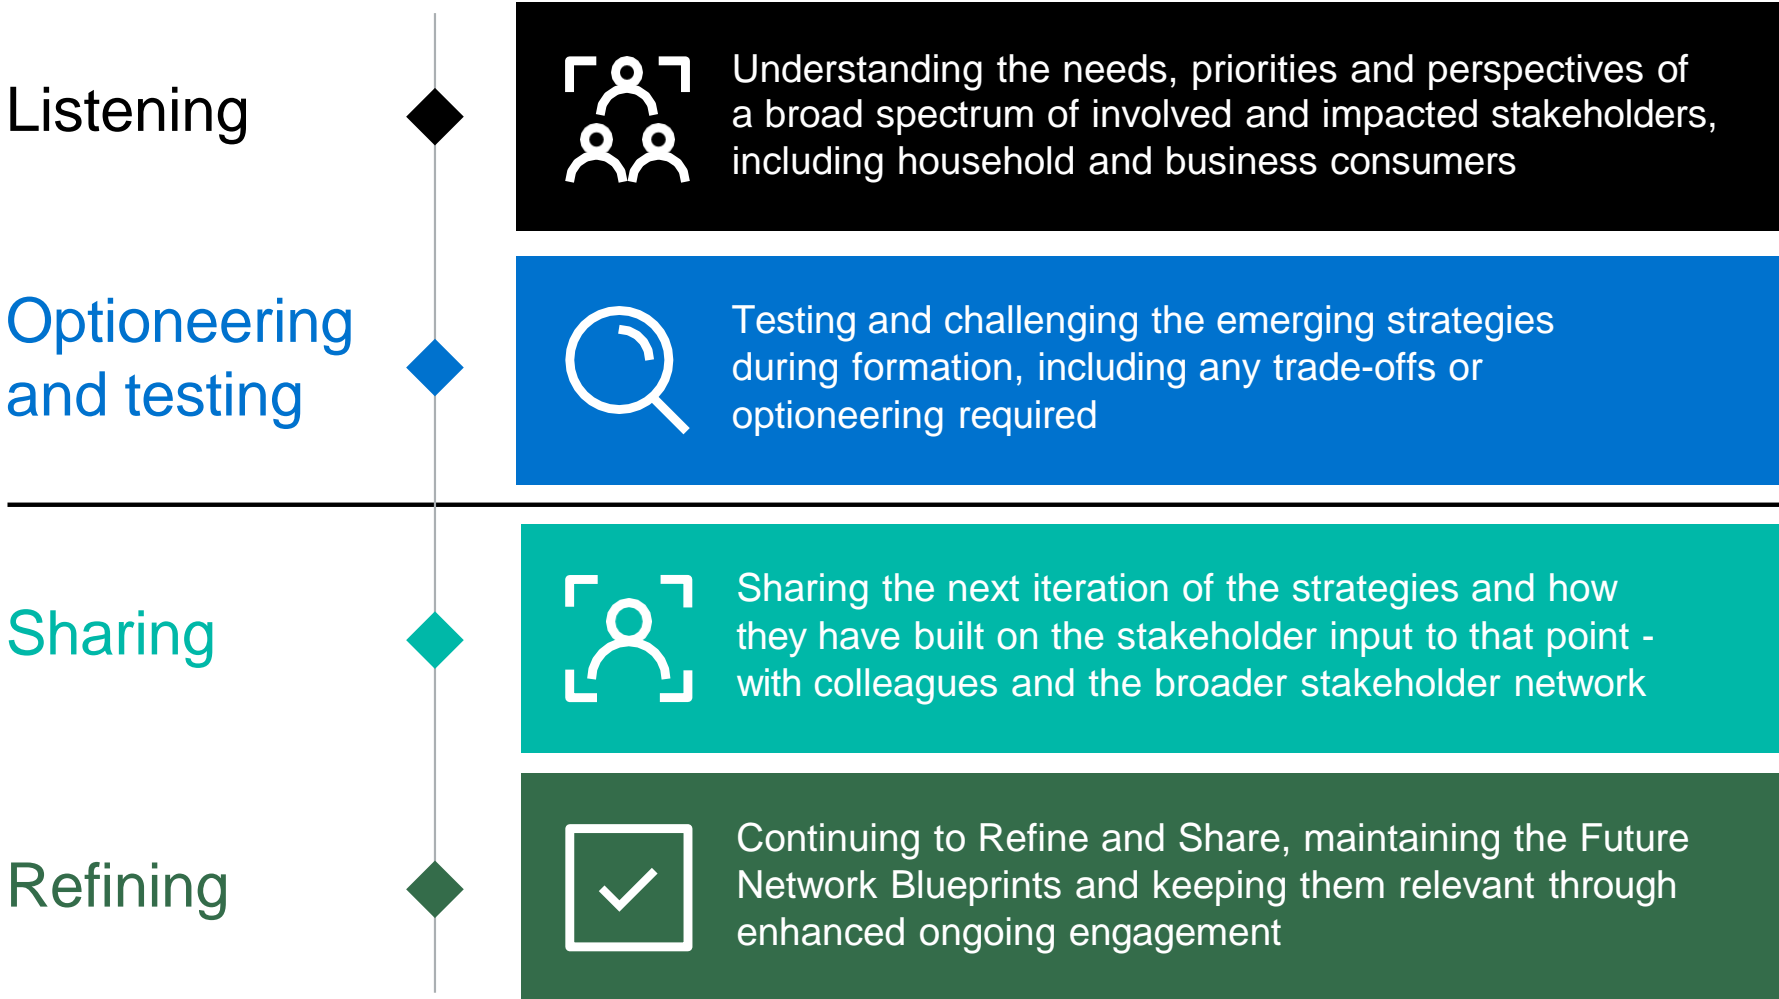 Listening
Understanding the needs, priorities and perspectives of
a broad spectrum of involved and impacted stakeholders,
including household and business consumers
Optioneering
and testing
Testing and challenging the emerging strategies
during formation, including any trade-offs or
optioneering required
Sharing
Sharing the next iteration of the strategies and how
they have built on the stakeholder input to that point -
with colleagues and the broader stakeholder network
Refining
Continuing to Refine and Share, maintaining the Future
Network Blueprints and keeping them relevant through
enhanced ongoing engagement